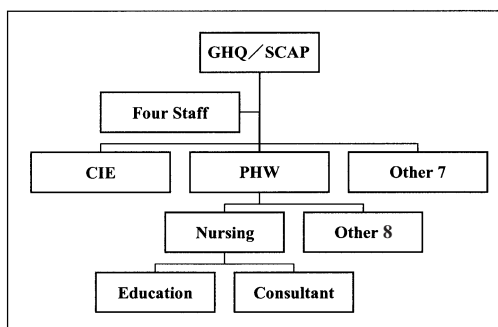 GHQ／SCAP
Four Staff
CIE
PHW
Other 7
Nursing
Other 8
Education
Consultant